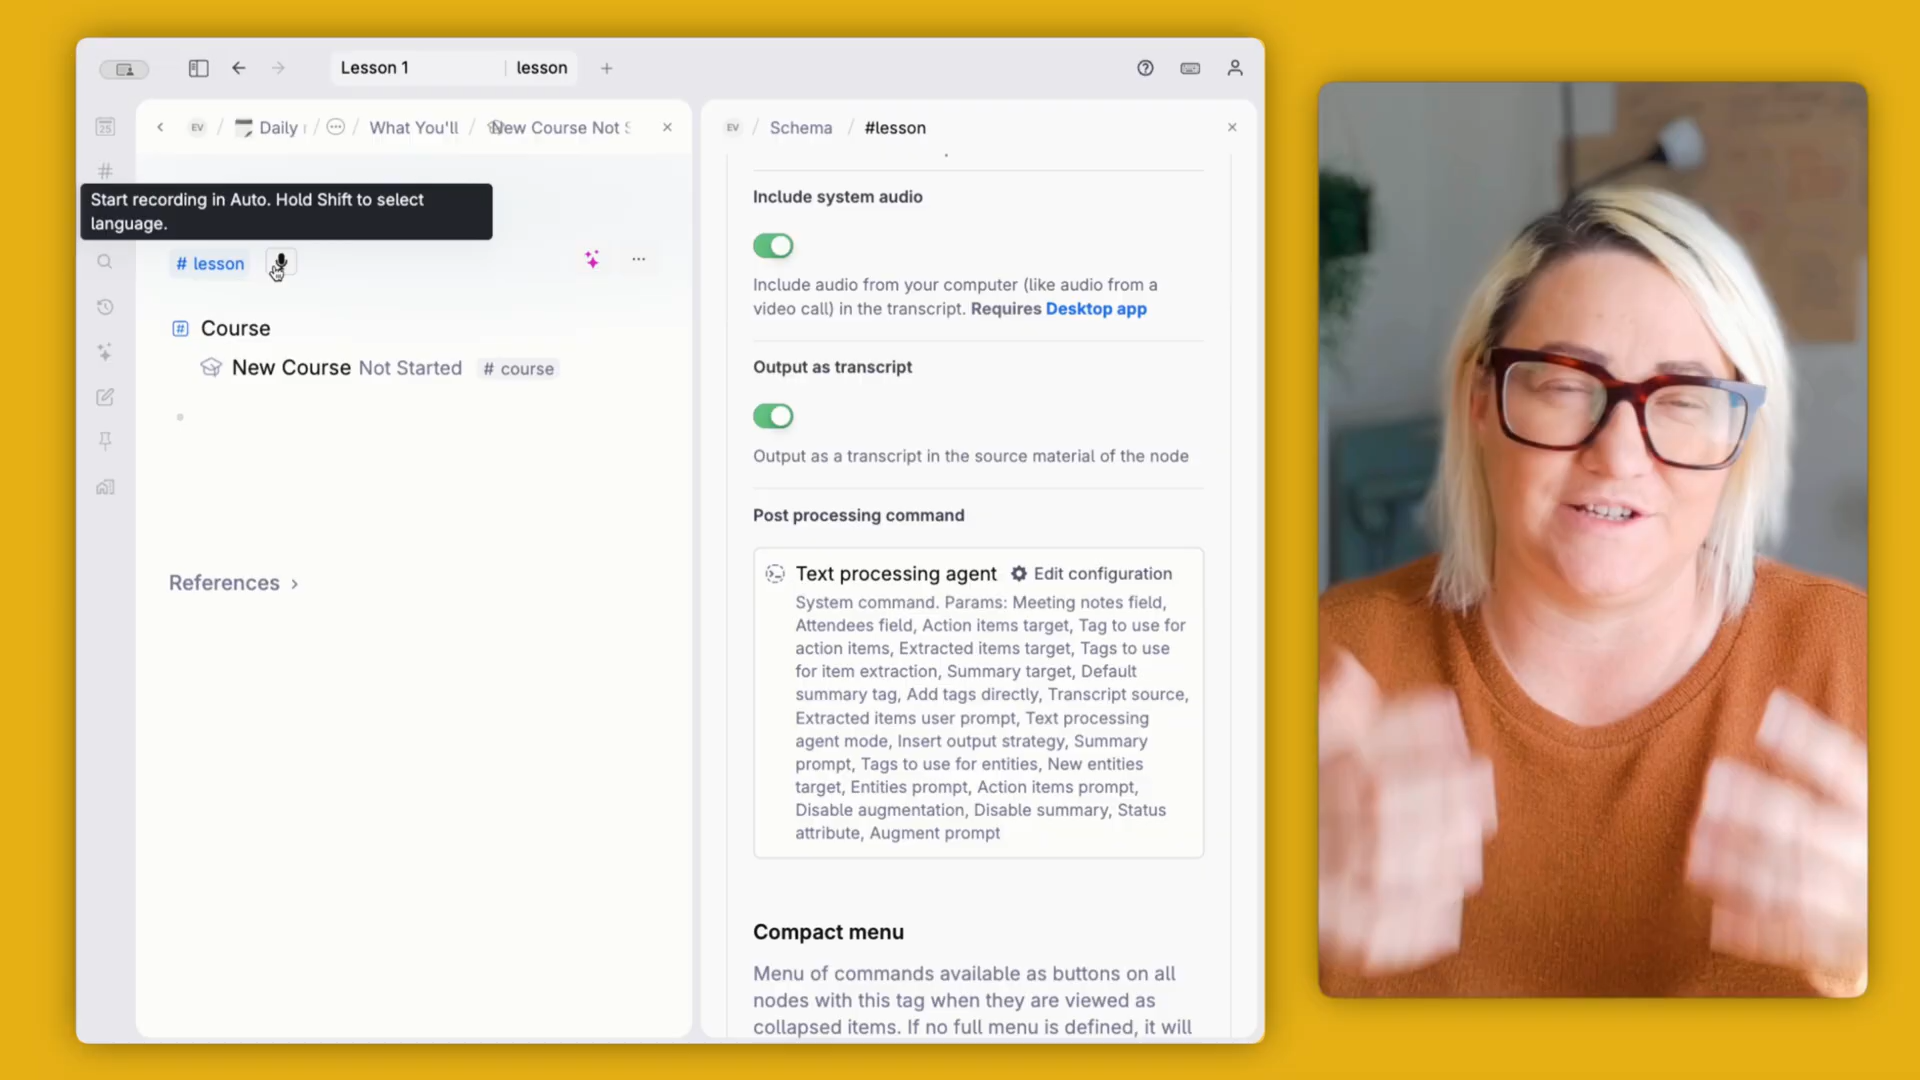 Lesson 1
lesson
EV / Daily / What You'll / New Course Not
Start recording in Auto. Hold Shift to select
language.
# lesson
Course
New Course Not Started # course
References
EV / Schema / #lesson
Include system audio
Include audio from your computer (like audio from a
video call) in the transcript. Requires Desktop app
Output as transcript
Output as a transcript in the source material of the node
Post processing command
Text processing agent Edit configuration
System command. Params: Meeting notes field,
Attendees field, Action items target, Tag to use for
action items, Extracted items target, Tags to use
for item extraction, Summary target, Default
summary tag, Add tags directly, Transcript source,
Extracted items user prompt, Text processing
agent mode, Insert output strategy, Summary
prompt, Tags to use for entities, New entities
target, Entities prompt, Action items prompt,
Disable augmentation, Disable summary, Status
attribute, Augment prompt
Compact menu
Menu of commands available as buttons on all
nodes with this tag when they are viewed as
collapsed items. If no full menu is defined, it will